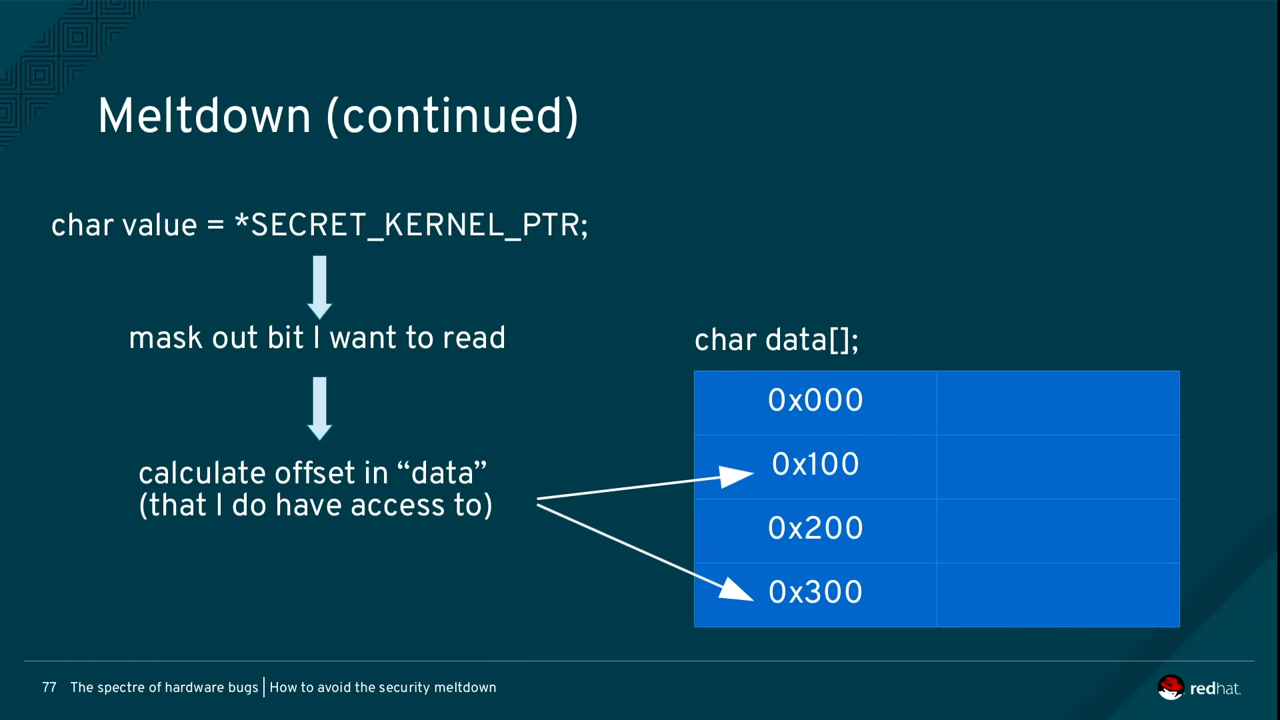 Meltdown (continued)
char value = *SECRET_KERNEL_PTR;
mask out bit I want to read
calculate offset in “data”
(that I do have access to)
char data[];
0x000
0x100
0x200
0x300
77 The spectre of hardware bugs | How to avoid the security meltdown
redhat.